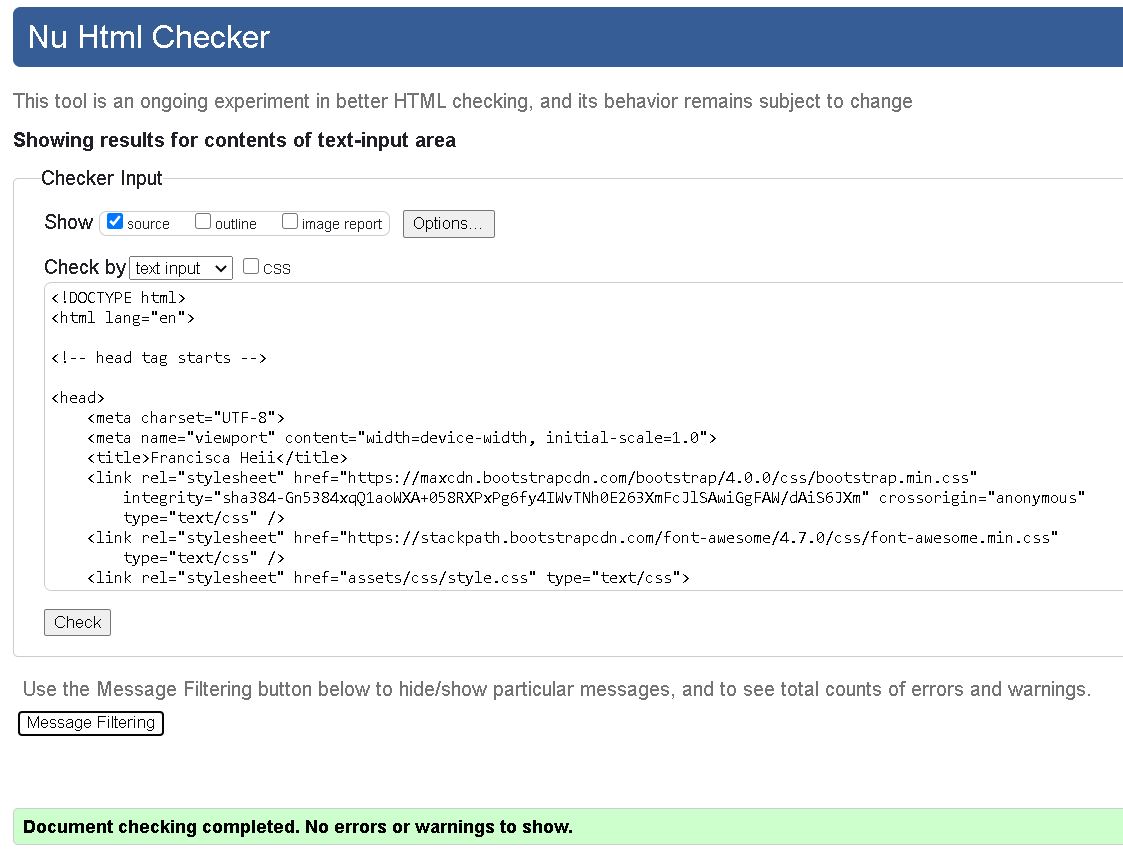 Nu Html Checker
This tool is an ongoing experiment in better HTML checking, and its behavior remains subject to change
Showing results for contents of text-input area
Checker Input
Show source outline image report Options...
Check by text input css
<!DOCTYPE html>
<html lang="en">
<!-- head tag starts -->
<head>
<meta charset="UTF-8">
<meta name="viewport" content="width=device-width, initial-scale=1.0">
<title>Francisca Heii</title>
<link rel="stylesheet" href="https://maxcdn.bootstrapcdn.com/bootstrap/4.0.0/css/bootstrap.min.css"
integrity="sha384-Gn5384xqQ1aoWXA+058RXPxPg6fy4IWvTNh0E263XmFcJlSAwiGgFAW/dAiS6JXm" crossorigin="anonymous"
type="text/css" />
<link rel="stylesheet" href="https://stackpath.bootstrapcdn.com/font-awesome/4.7.0/css/font-awesome.min.css"
type="text/css" />
<link rel="stylesheet" href="assets/css/style.css" type="text/css">
Check
Use the Message Filtering button below to hide/show particular messages, and to see total counts of errors and warnings.
Message Filtering
Document checking completed. No errors or warnings to show.